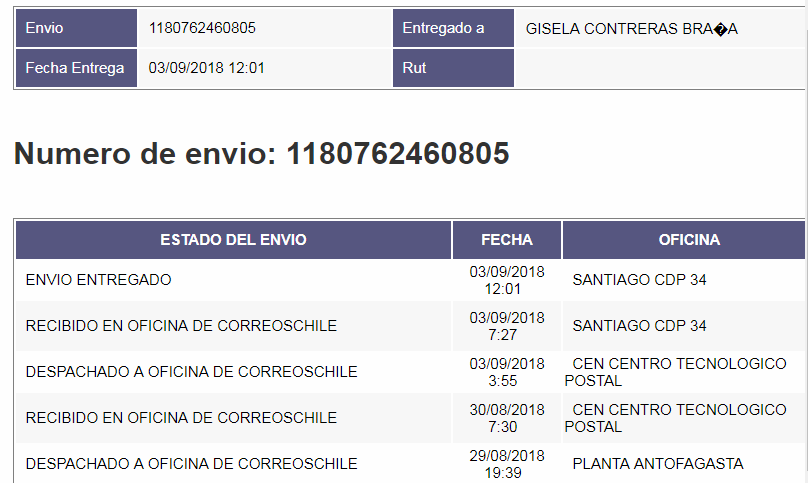 Envio 1180762460805 Entregado a GISELA CONTRERAS BRA�A
Fecha Entrega 03/09/2018 12:01 Rut
Numero de envio: 1180762460805
ESTADO DEL ENVIO FECHA OFICINA
ENVIO ENTREGADO 03/09/2018 12:01 SANTIAGO CDP 34
RECIBIDO EN OFICINA DE CORREOSCHILE 03/09/2018 7:27 SANTIAGO CDP 34
DESPACHADO A OFICINA DE CORREOSCHILE 03/09/2018 3:55 CEN CENTRO TECNOLOGICO POSTAL
RECIBIDO EN OFICINA DE CORREOSCHILE 30/08/2018 7:30 CEN CENTRO TECNOLOGICO POSTAL
DESPACHADO A OFICINA DE CORREOSCHILE 29/08/2018 19:39 PLANTA ANTOFAGASTA